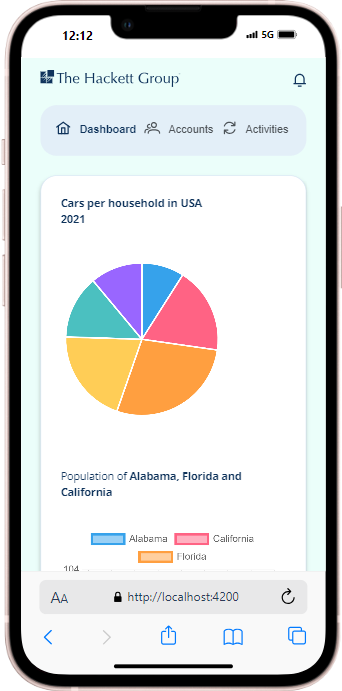 12:12 5G
The Hackett Group
Dashboard Accounts Activities
Cars per household in USA
2021
Population of Alabama, Florida and
California
Alabama California
Florida
104
AA http://localhost:4200